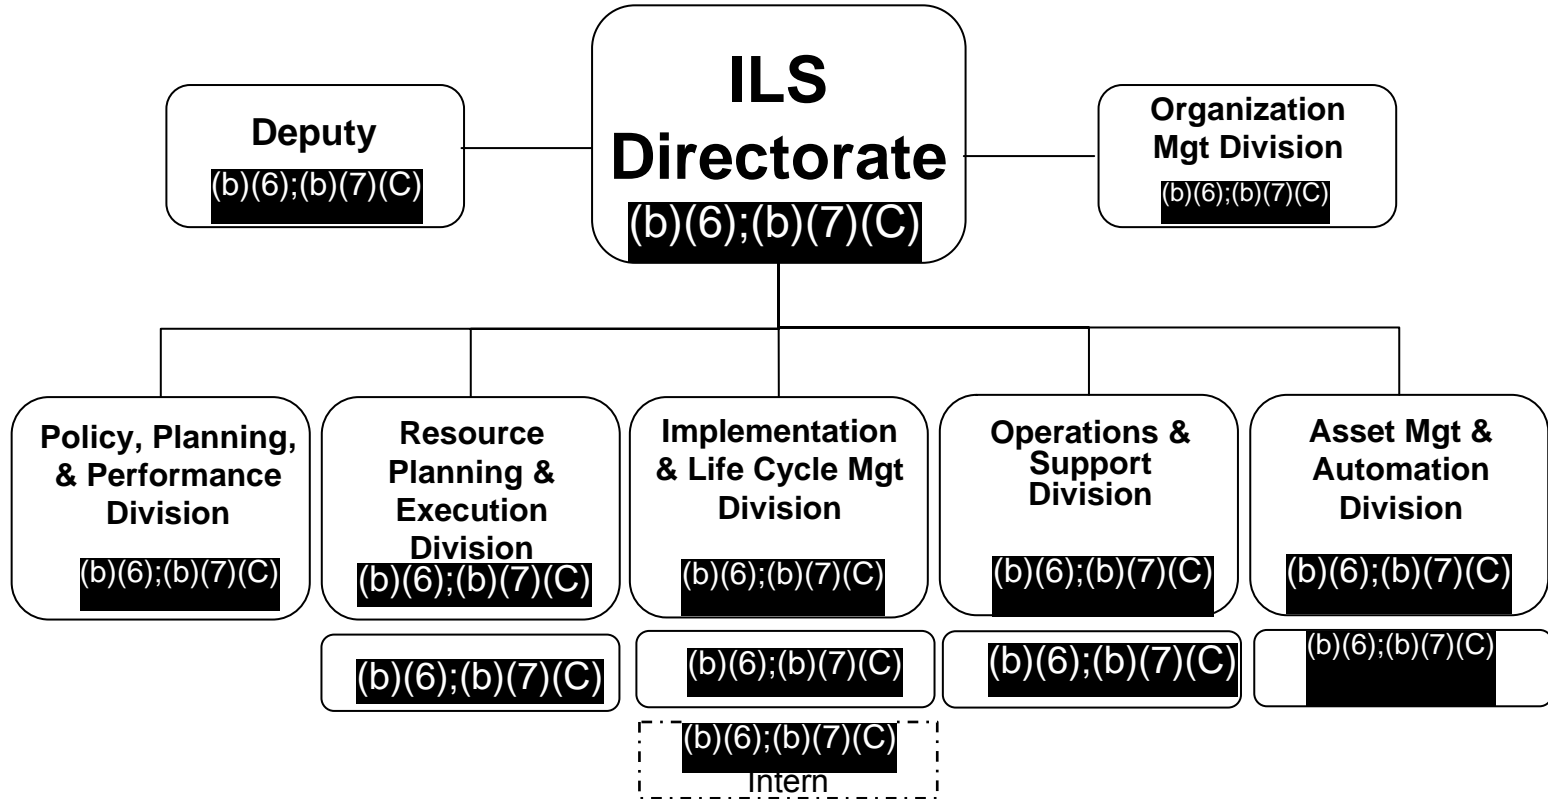 ILS
Directorate
(b)(6);(b)(7)(C)
Deputy
(b)(6);(b)(7)(C)
Organization
Mgt Division
(b)(6);(b)(7)(C)
Policy, Planning,
& Performance
Division
(b)(6);(b)(7)(C)
Resource
Planning &
Execution
Division
(b)(6);(b)(7)(C)
(b)(6);(b)(7)(C)
Implementation
& Life Cycle Mgt
Division
(b)(6);(b)(7)(C)
(b)(6);(b)(7)(C)
(b)(6);(b)(7)(C)
Intern
Operations &
Support
Division
(b)(6);(b)(7)(C)
(b)(6);(b)(7)(C)
Asset Mgt &
Automation
Division
(b)(6);(b)(7)(C)
(b)(6);(b)(7)(C)